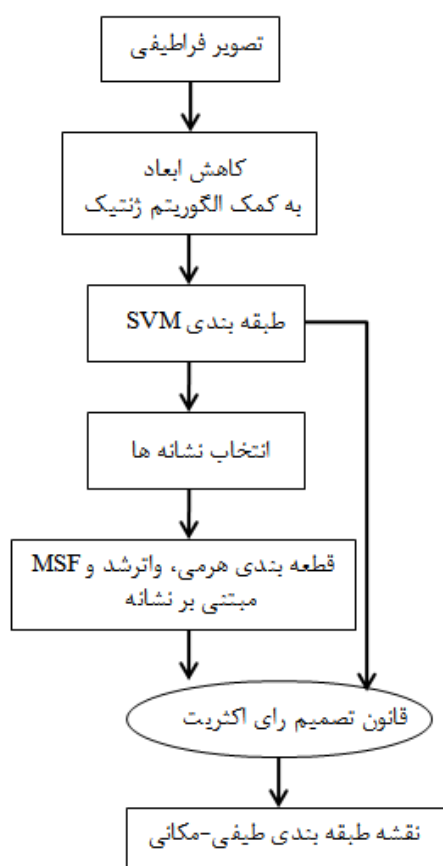 تصویر فراطیفی
کاهش ابعاد
به کمک الگوریتم ژنتیک
طبقه بندی SVM
انتخاب نشانه ها
قطعه بندی هرمی، واترشد و MSF
مبتنی بر نشانه
قانون تصمیم رای اکثریت
نقشه طبقه بندی طیفی-مکانی